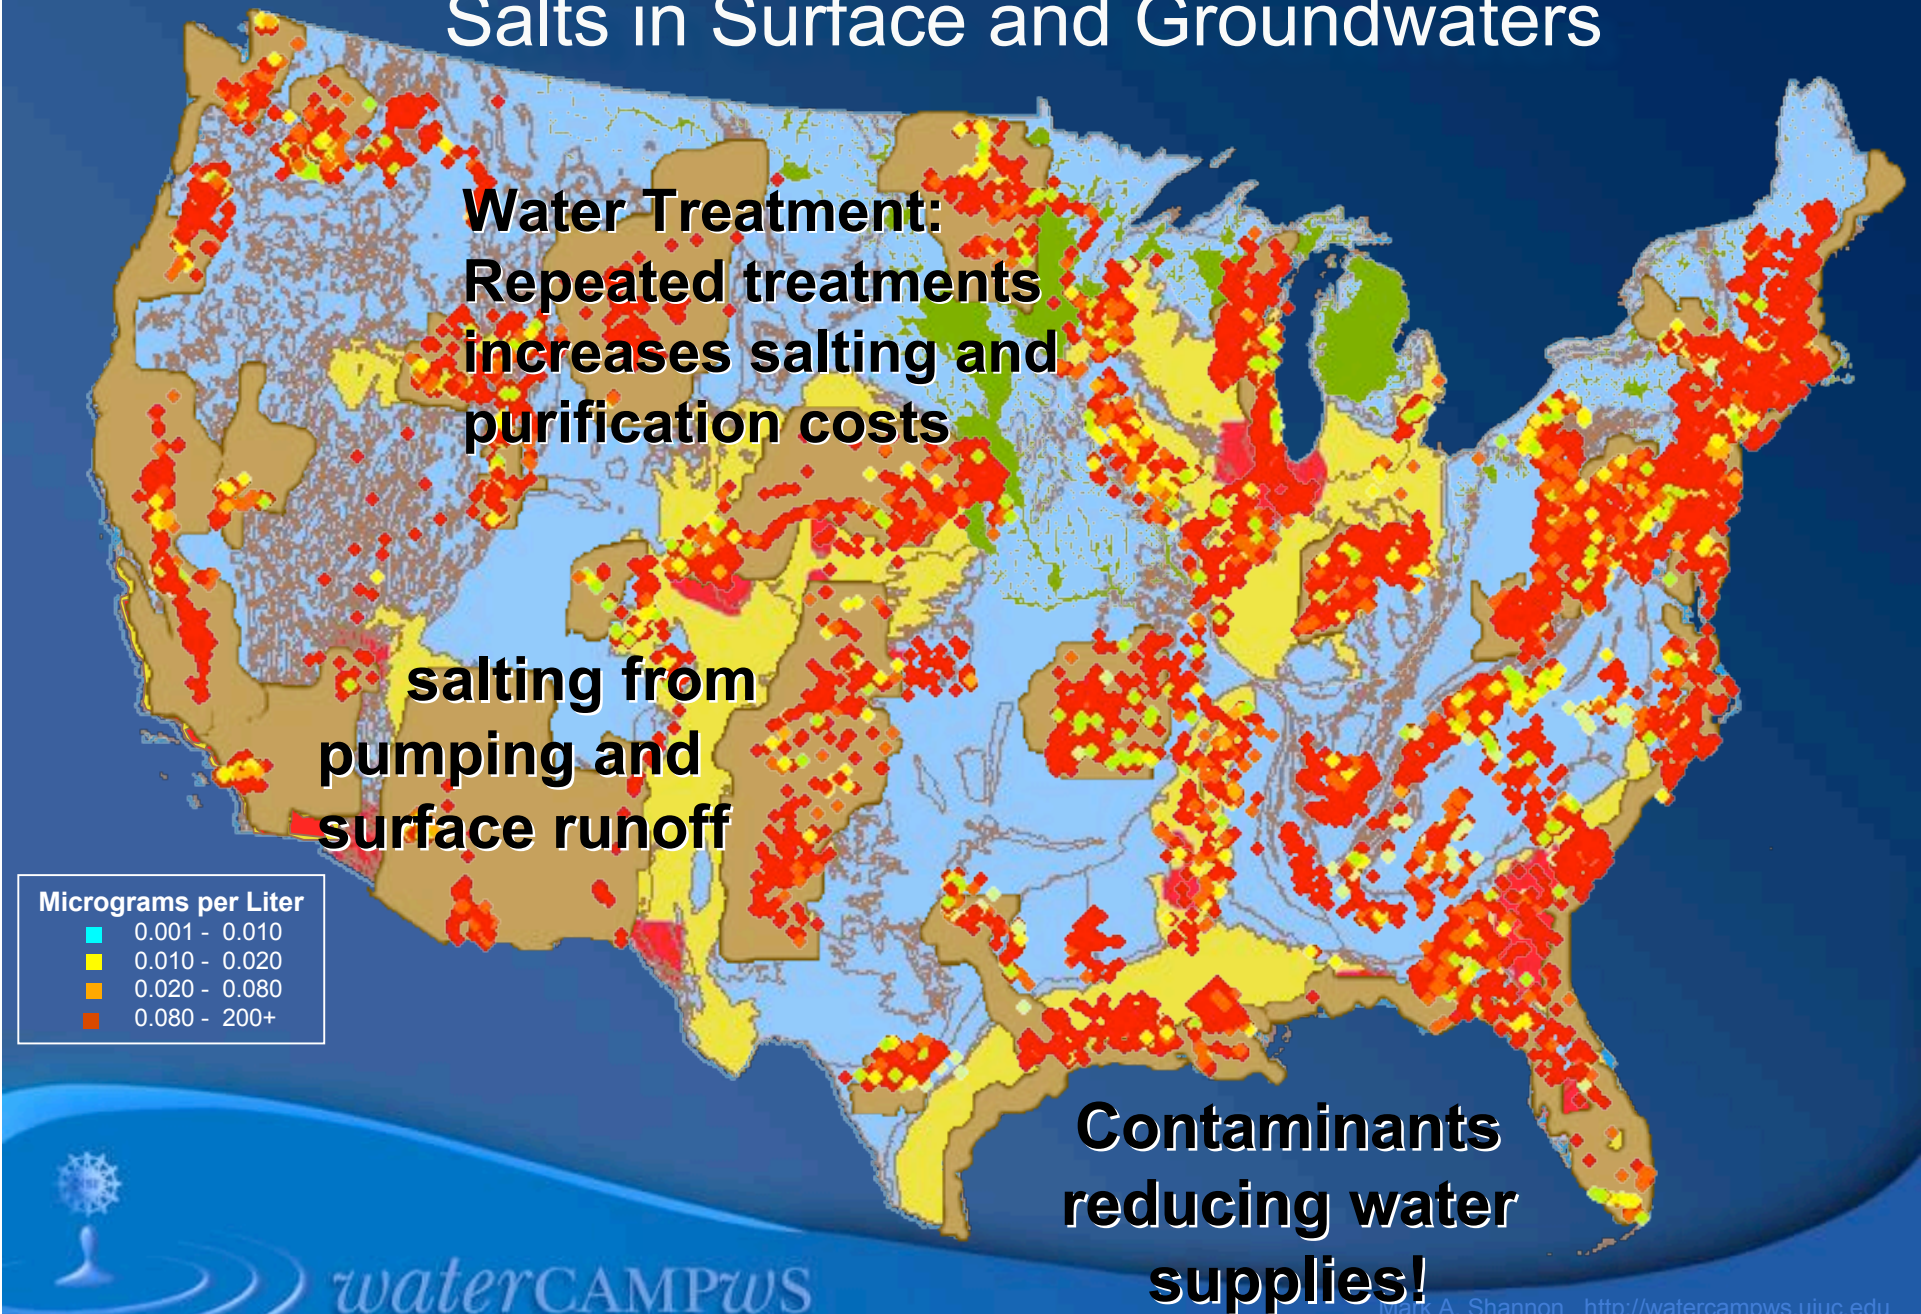 Salts in Surface and Groundwaters
Water Treatment:
Repeated treatments
increases salting and
purification costs
salting from
pumping and
surface runoff
Micrograms per Liter
0.001 - 0.010
0.010 - 0.020
0.020 - 0.080
0.080 - 200+
Contaminants
reducing water
supplies!
waterCAMPwS
Mark A. Shannon http://watercampws.uiuc.edu